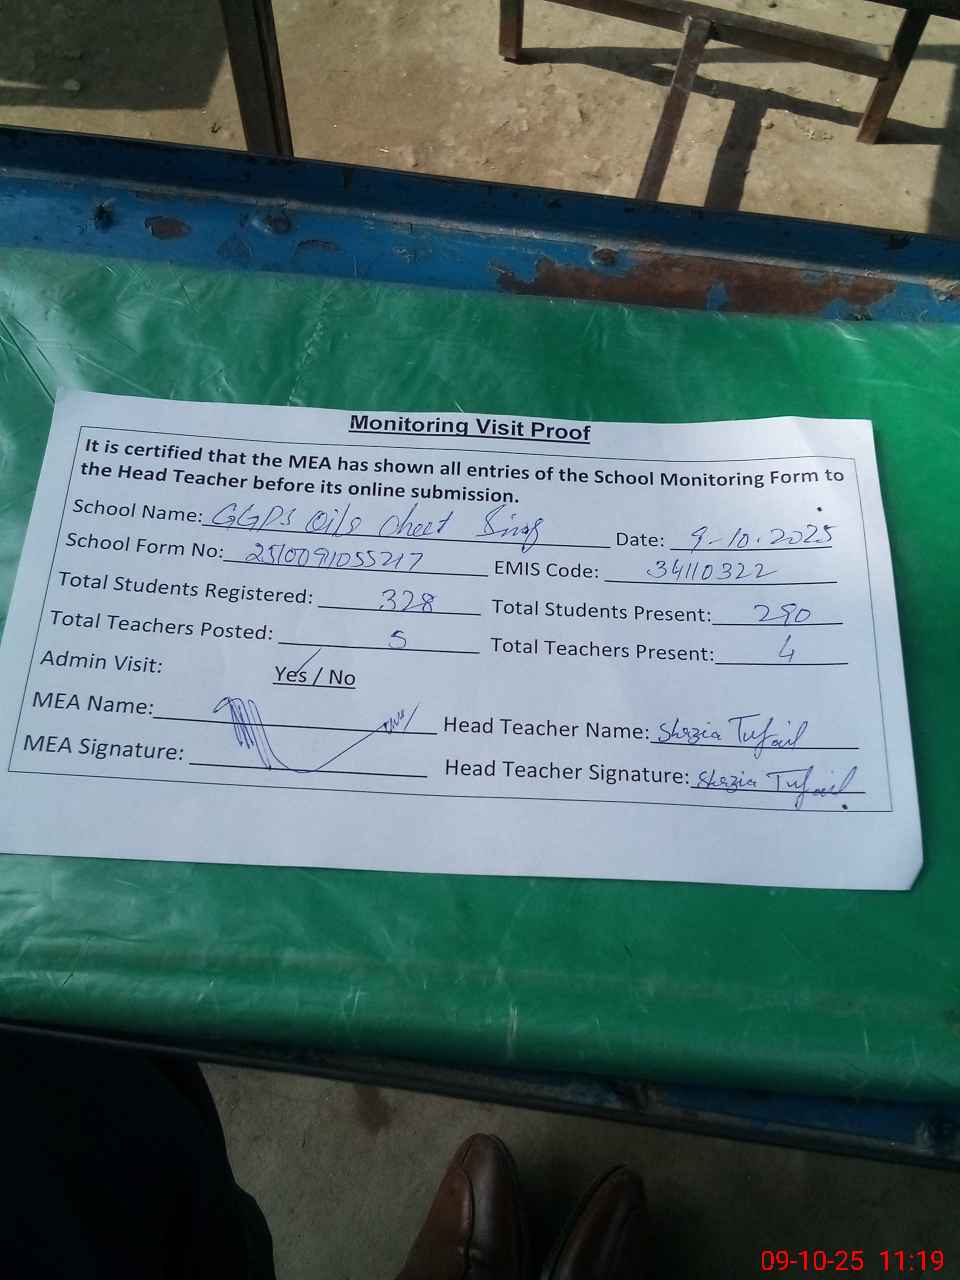 Monitoring Visit Proof
It is certified that the MEA has shown all entries of the School Monitoring Form to
the Head Teacher before its online submission.
School Name: GGPS Cheet Date: 9-10-2025
School Form No: 2510091055217 EMIS Code: 34110322
Total Students Registered: 328 Total Students Present: 290
Total Teachers Posted: 5 Total Teachers Present: 4
Admin Visit: Yes / No
MEA Name: Head Teacher Name: Shazia Tufail
MEA Signature: Head Teacher Signature: Shazia Tufail
09-10-25 11:19